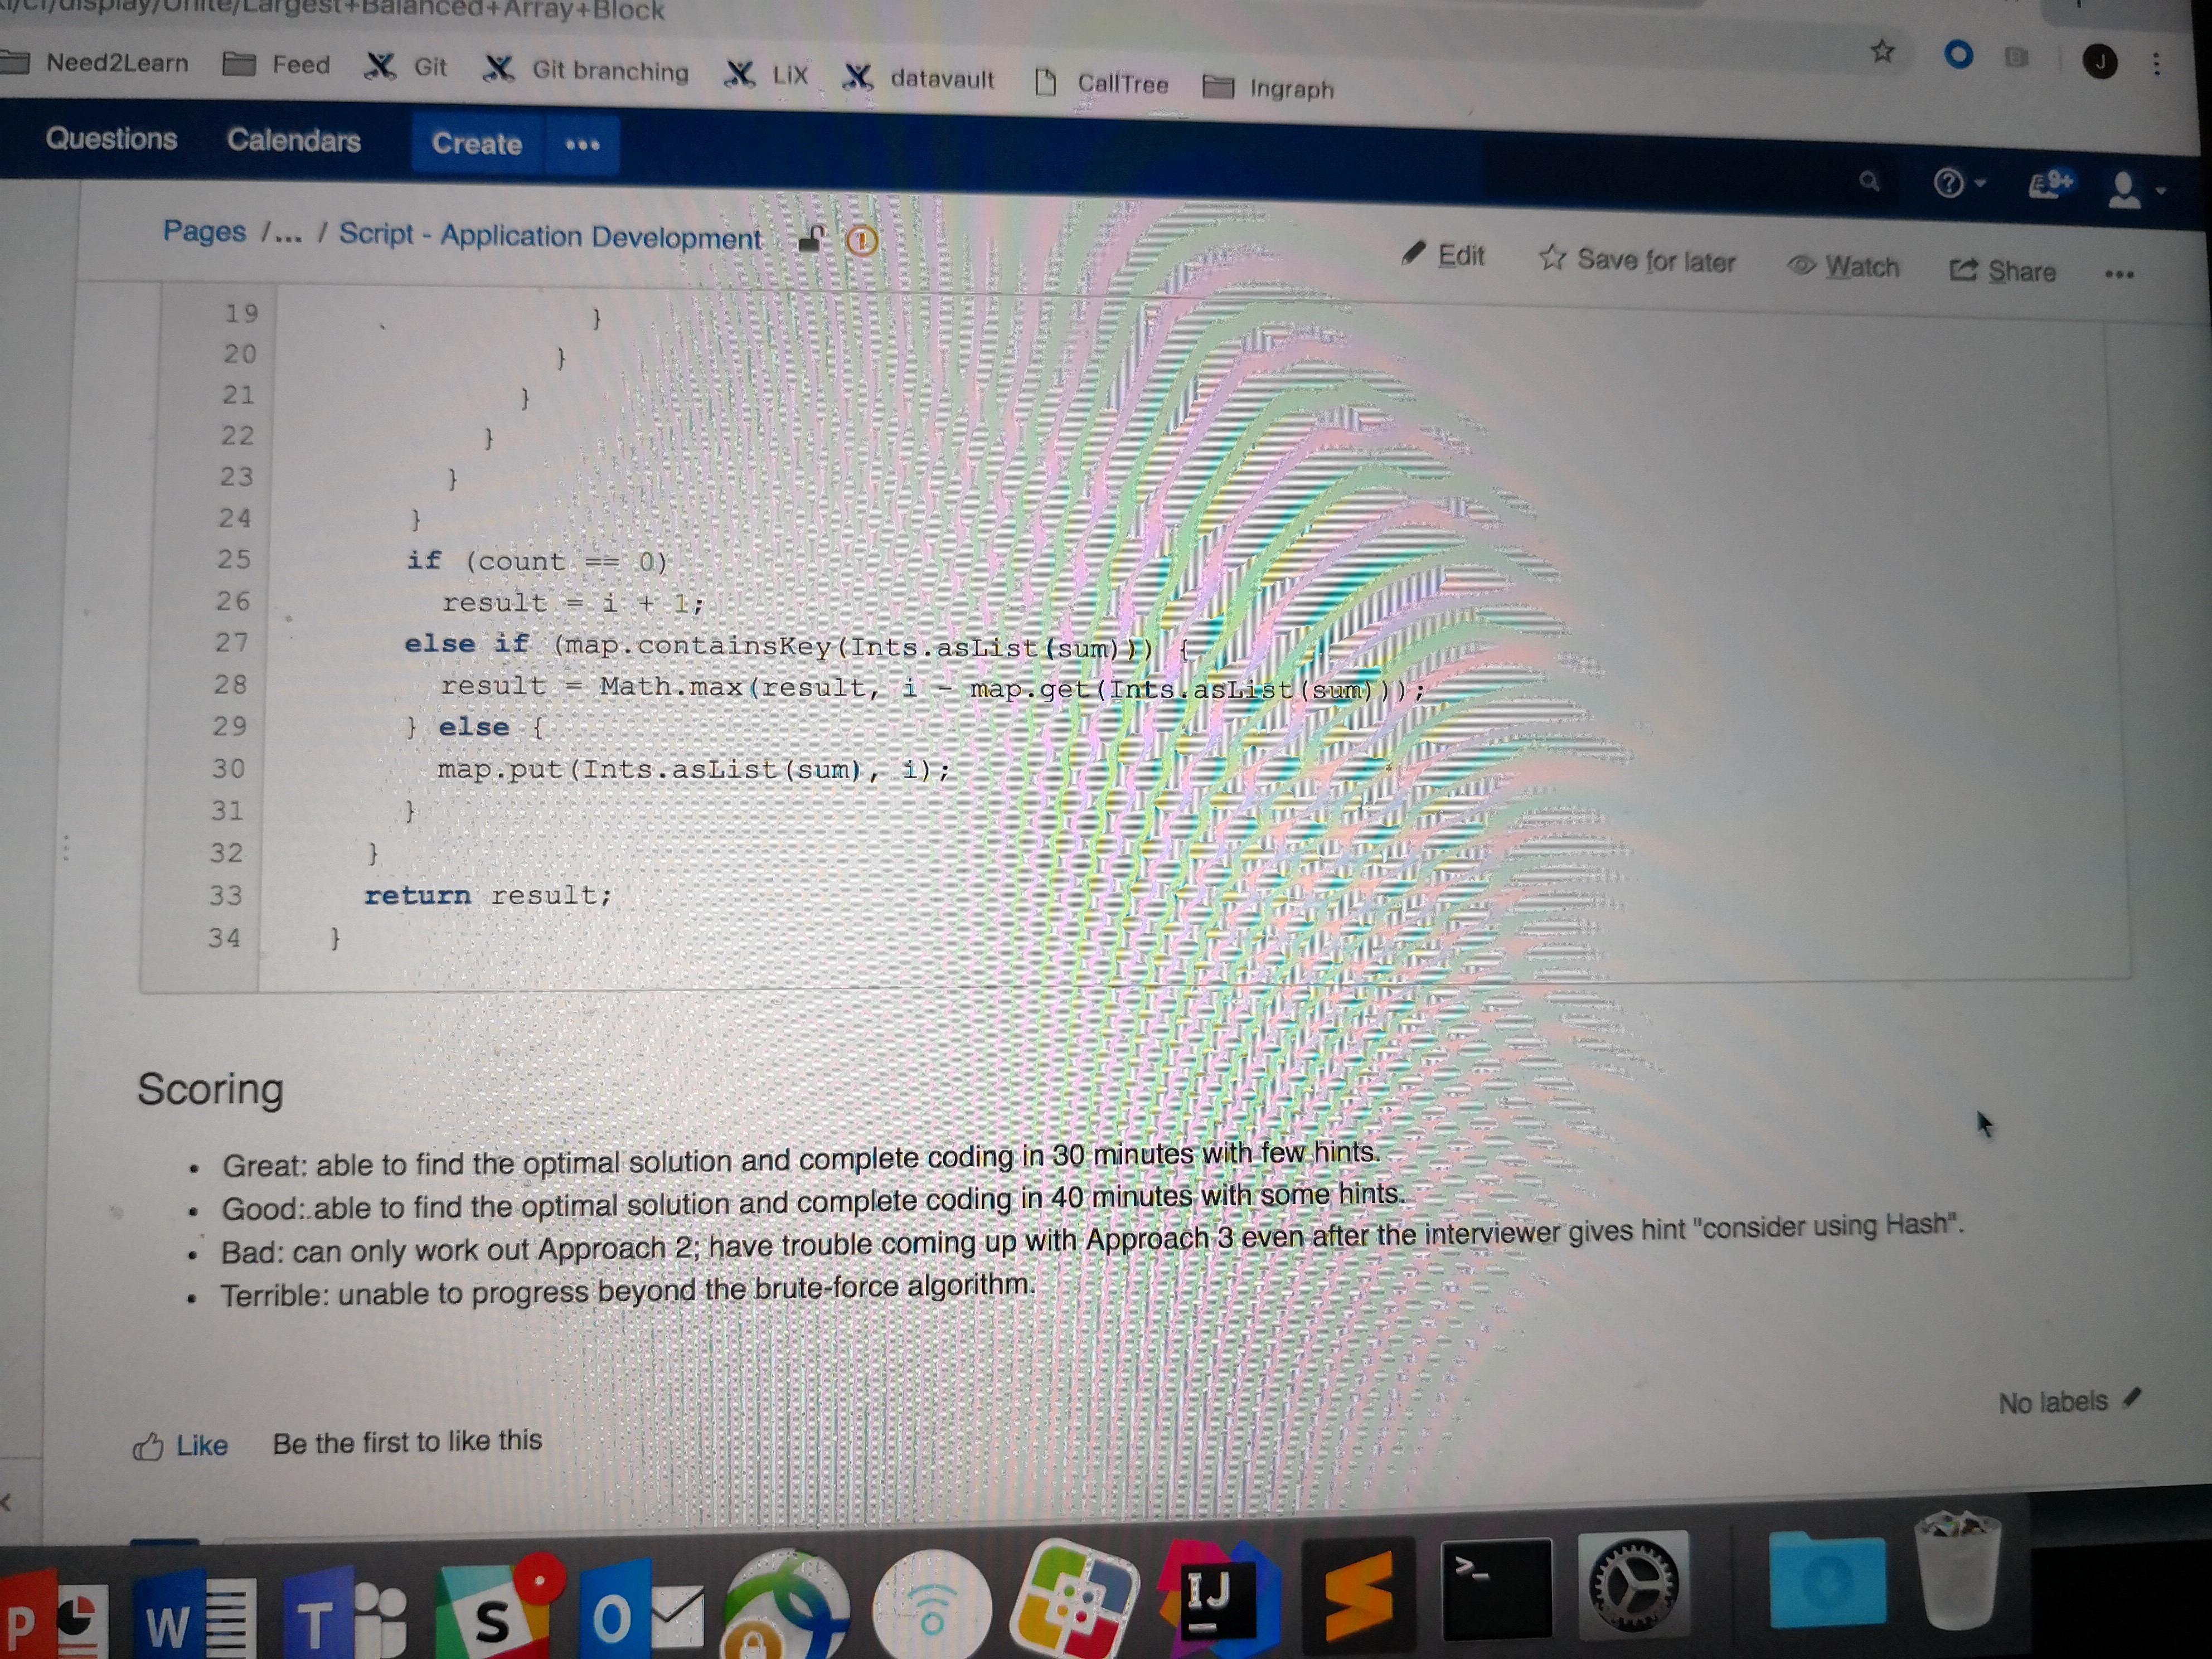 /display/Unite/Largest+Balanced+Array+Block
Need2Learn Feed Git Git branching LiX datavault CallTree Ingraph J
Questions Calendars Create ••• ? 9+
Pages /... / Script - Application Development ! Edit Save for later Watch Share •••
19 }
20 }
21 }
22 }
23 }
24 }
25 if (count == 0)
26 result = i + 1;
27 else if (map.containsKey(Ints.asList(sum))) {
28 result = Math.max(result, i - map.get(Ints.asList(sum)));
29 } else {
30 map.put(Ints.asList(sum), i);
31 }
32 }
33 return result;
34 }
Scoring
• Great: able to find the optimal solution and complete coding in 30 minutes with few hints.
• Good: able to find the optimal solution and complete coding in 40 minutes with some hints.
• Bad: can only work out Approach 2; have trouble coming up with Approach 3 even after the interviewer gives hint "consider using Hash".
• Terrible: unable to progress beyond the brute-force algorithm.
No labels
Like Be the first to like this
P W T S O IJ >_